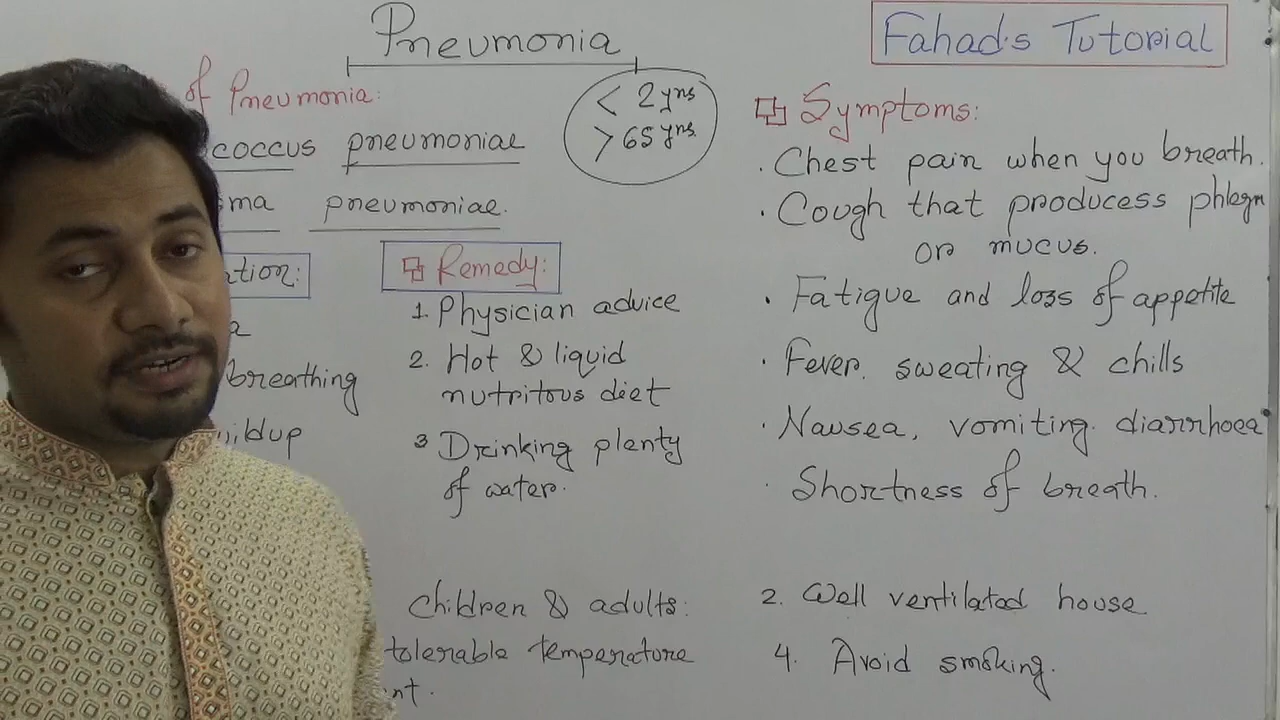 Pneumonia
Fahad's Tutorial
of Pneumonia:
< 2 yrs
> 65 yrs.
coccus pneumoniae
sma pneumoniae.
ation:
a
breathing
ildup
Remedy:
1. Physician advice
2. Hot & liquid
nutritous diet
3 Drinking plenty
of water.
Symptoms:
. Chest pain when you breath.
. Cough that producess phlegm
or mucus.
. Fatigue and loss of appetite
. Fever, sweating & chills
. Nausea, vomiting, diarrhoea
. Shortness of breath.
children & adults:
tolerable temperature
nt.
2. Well ventilated house
4. Avoid smoking.